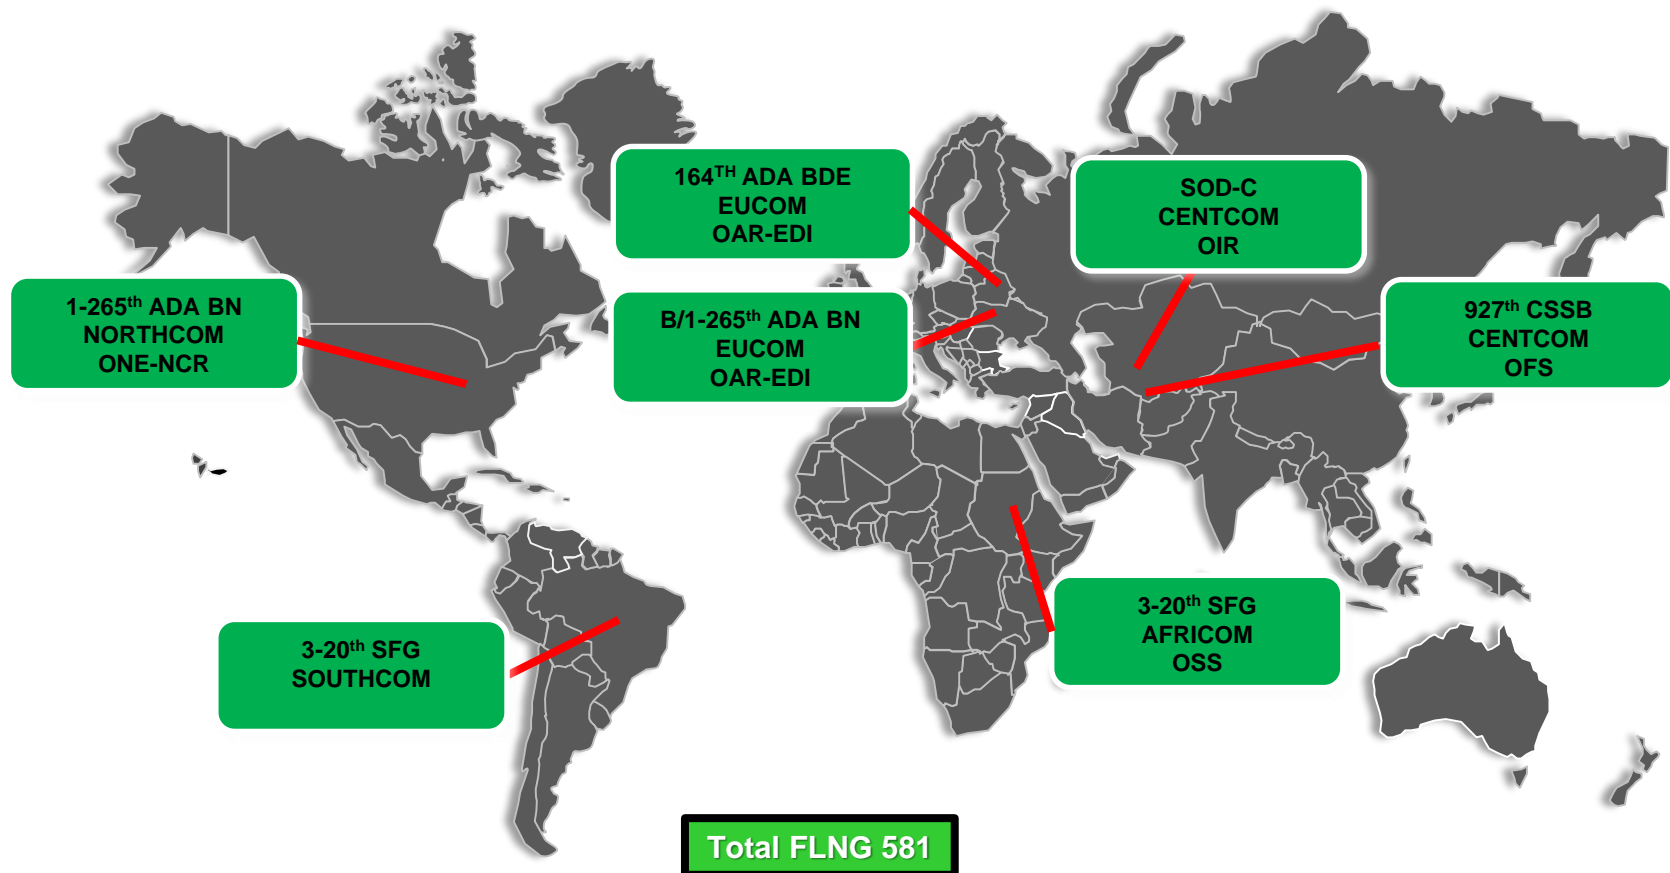 164TH ADA BDE
EUCOM
OAR-EDI
SOD-C
CENTCOM
OIR
1-265th ADA BN
NORTHCOM
ONE-NCR
B/1-265th ADA BN
EUCOM
OAR-EDI
927th CSSB
CENTCOM
OFS
3-20th SFG
SOUTHCOM
3-20th SFG
AFRICOM
OSS
Total FLNG 581